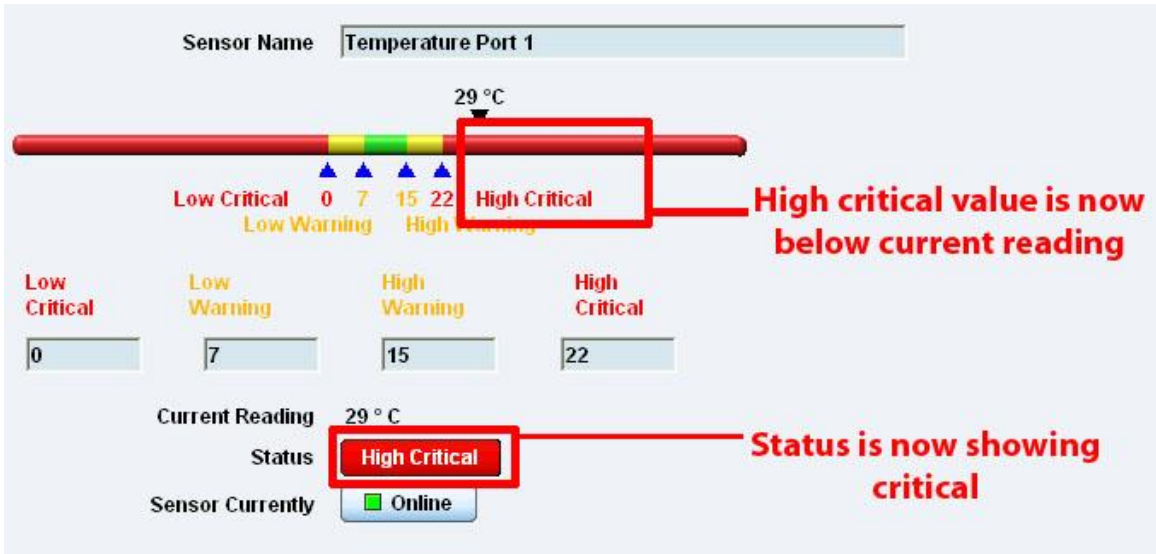 Sensor Name Temperature Port 1
29 °C
Low Critical 0 7 15 22 High Critical
Low Warning High Warning
High critical value is now
below current reading
Low
Critical
Low
Warning
High
Warning
High
Critical
0 7 15 22
Current Reading 29 ° C
Status High Critical
Status is now showing
critical
Sensor Currently Online